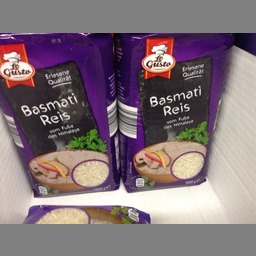 Le
Gusto
Erlesene
Qualität
Basmati
Reis
vom Fuße
des Himalaya
Le
Gusto
Erlesene
Qualität
Basmati
Reis
vom Fuße
des Himalaya